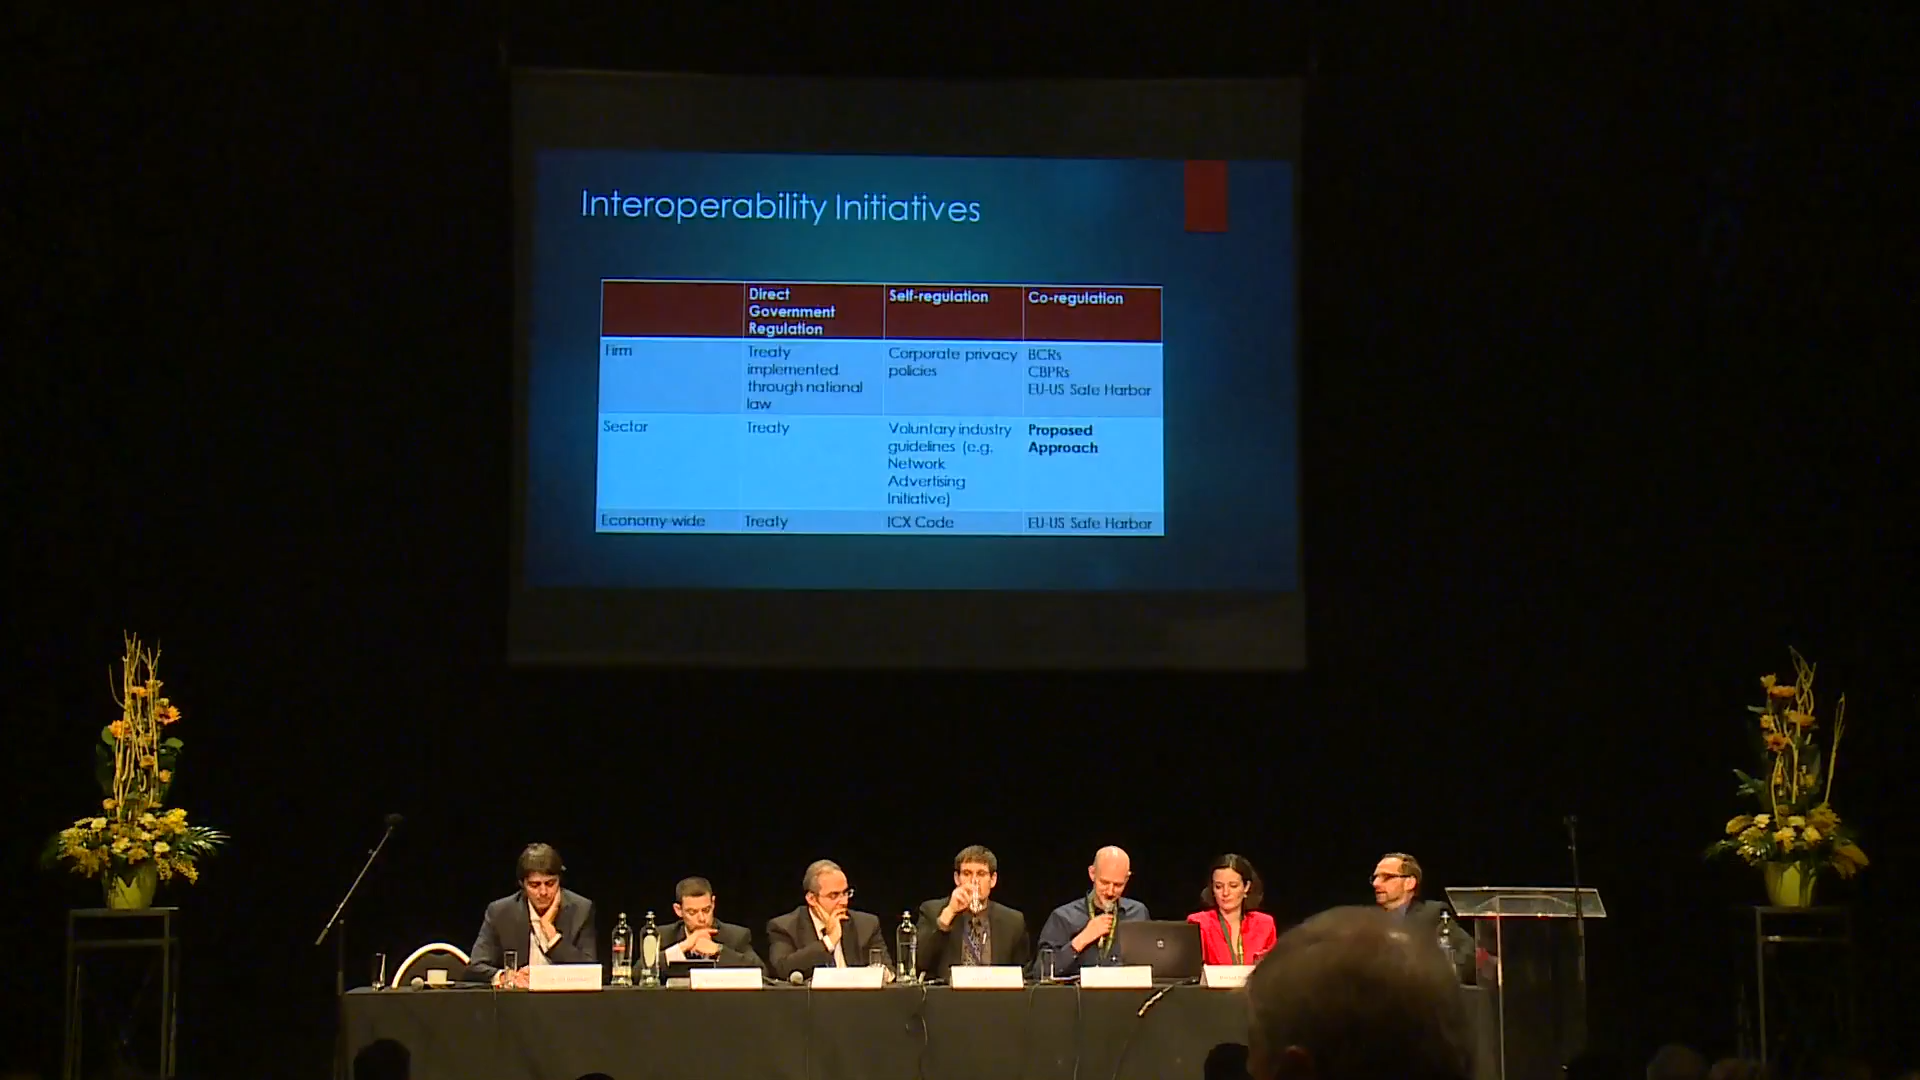 Interoperability Initiatives
Direct
Government
Regulation
Self-regulation
Co-regulation
Firm
Treaty
implemented
through national
law
Corporate privacy
policies
BCRs
CBPRs
EU-US Safe Harbor
Sector
Treaty
Voluntary industry
guidelines (e.g.
Network
Advertising
Initiative)
Proposed
Approach
Economy-wide
Treaty
ICX Code
EU-US Safe Harbor